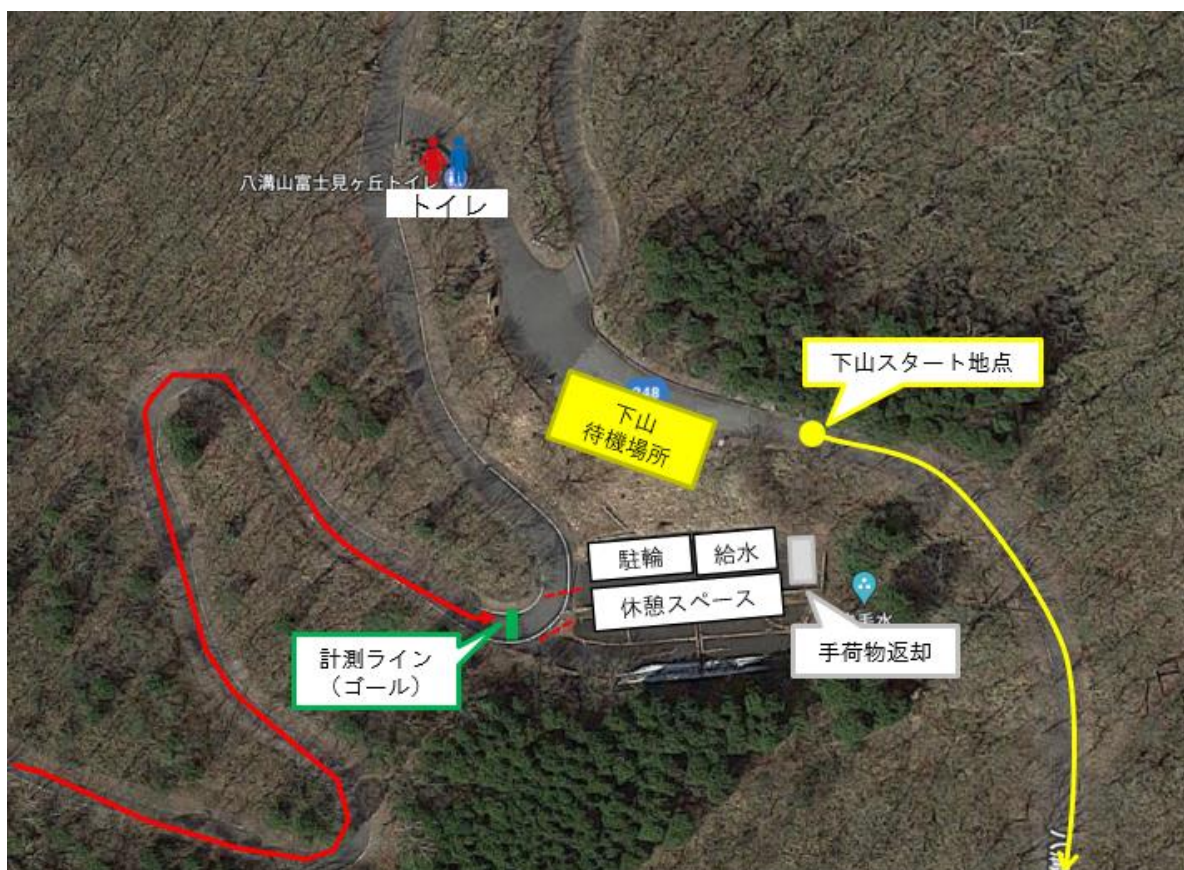 八溝山富士見ヶ丘トイレ
トイレ
下山スタート地点
248
下山
待機場所
駐輪
給水
休憩スペース
手荷物返却
計測ライン
（ゴール）